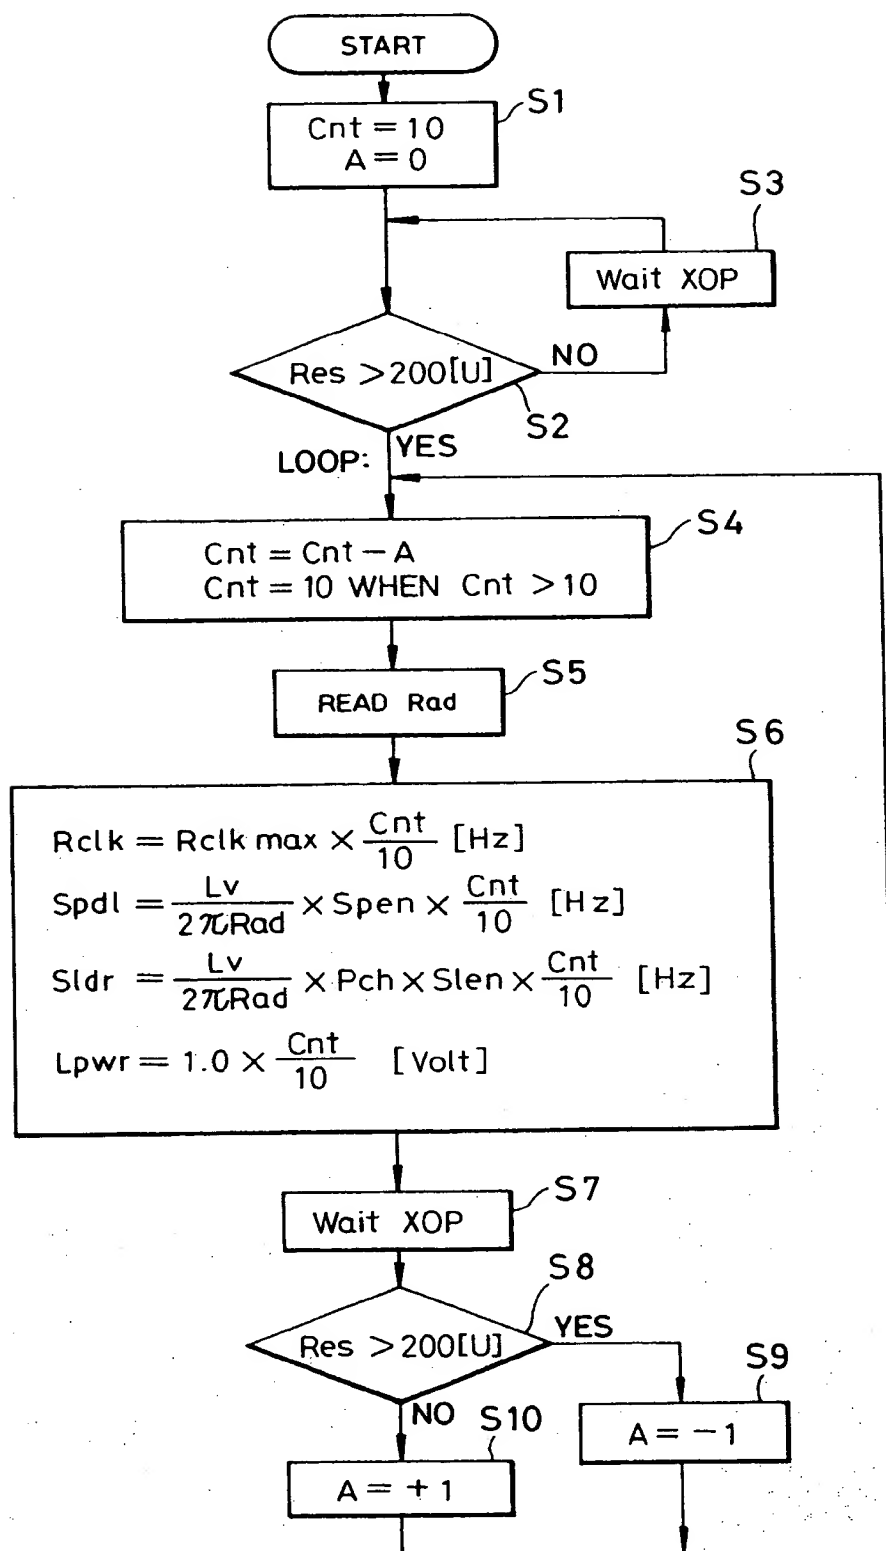 START
S1
Cnt = 10
A = 0
S3
Wait XOP
Res > 200[U]
NO
S2
YES
LOOP:
S4
Cnt = Cnt - A
Cnt = 10 WHEN Cnt > 10
S5
READ Rad
S6
Rclk = Rclk max × Cnt/10 [Hz]
Spdl = Lv/2πRad × Spen × Cnt/10 [Hz]
Sldr = Lv/2πRad × Pch × Slen × Cnt/10 [Hz]
Lpwr = 1.0 × Cnt/10 [Volt]
S7
Wait XOP
S8
Res > 200[U]
YES
S9
NO
S10
A = -1
A = +1